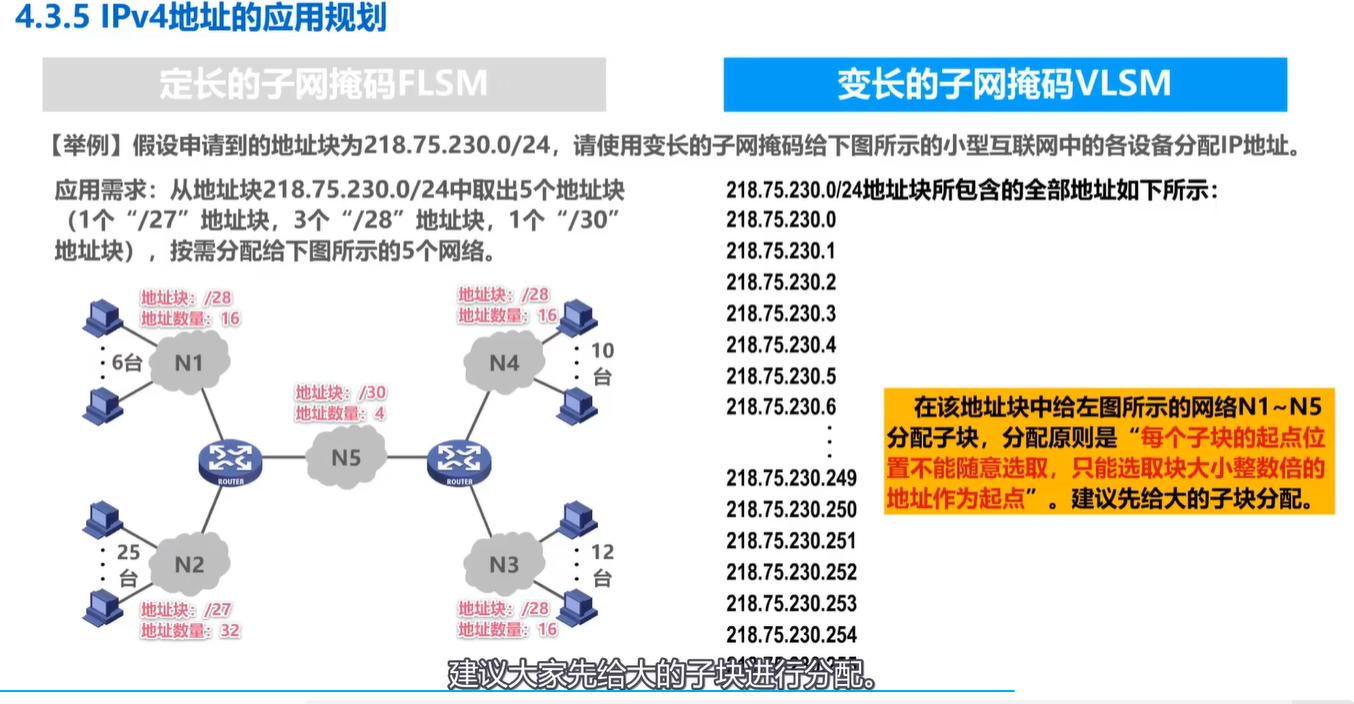 4.3.5 IPv4地址的应用规划
定长的子网掩码FLSM
变长的子网掩码VLSM
【举例】假设申请到的地址块为218.75.230.0/24，请使用变长的子网掩码给下图所示的小型互联网中的各设备分配IP地址。
应用需求：从地址块218.75.230.0/24中取出5个地址块
（1个“/27”地址块，3个“/28”地址块，1个“/30”
地址块），按需分配给下图所示的5个网络。
地址块：/28
地址数量：16
6台
N1
地址块：/28
地址数量：16
N4
10
台
地址块：/30
地址数量：4
N5
ROUTER
ROUTER
25
台
N2
地址块：/27
地址数量：32
N3
12
台
地址块：/28
地址数量：16
218.75.230.0/24地址块所包含的全部地址如下所示：
218.75.230.0
218.75.230.1
218.75.230.2
218.75.230.3
218.75.230.4
218.75.230.5
218.75.230.6
218.75.230.249
218.75.230.250
218.75.230.251
218.75.230.252
218.75.230.253
218.75.230.254
在该地址块中给左图所示的网络N1~N5
分配子块，分配原则是“每个子块的起点位
置不能随意选取，只能选取块大小整数倍的
地址作为起点”。建议先给大的子块分配。
建议大家先给大的子块进行分配。